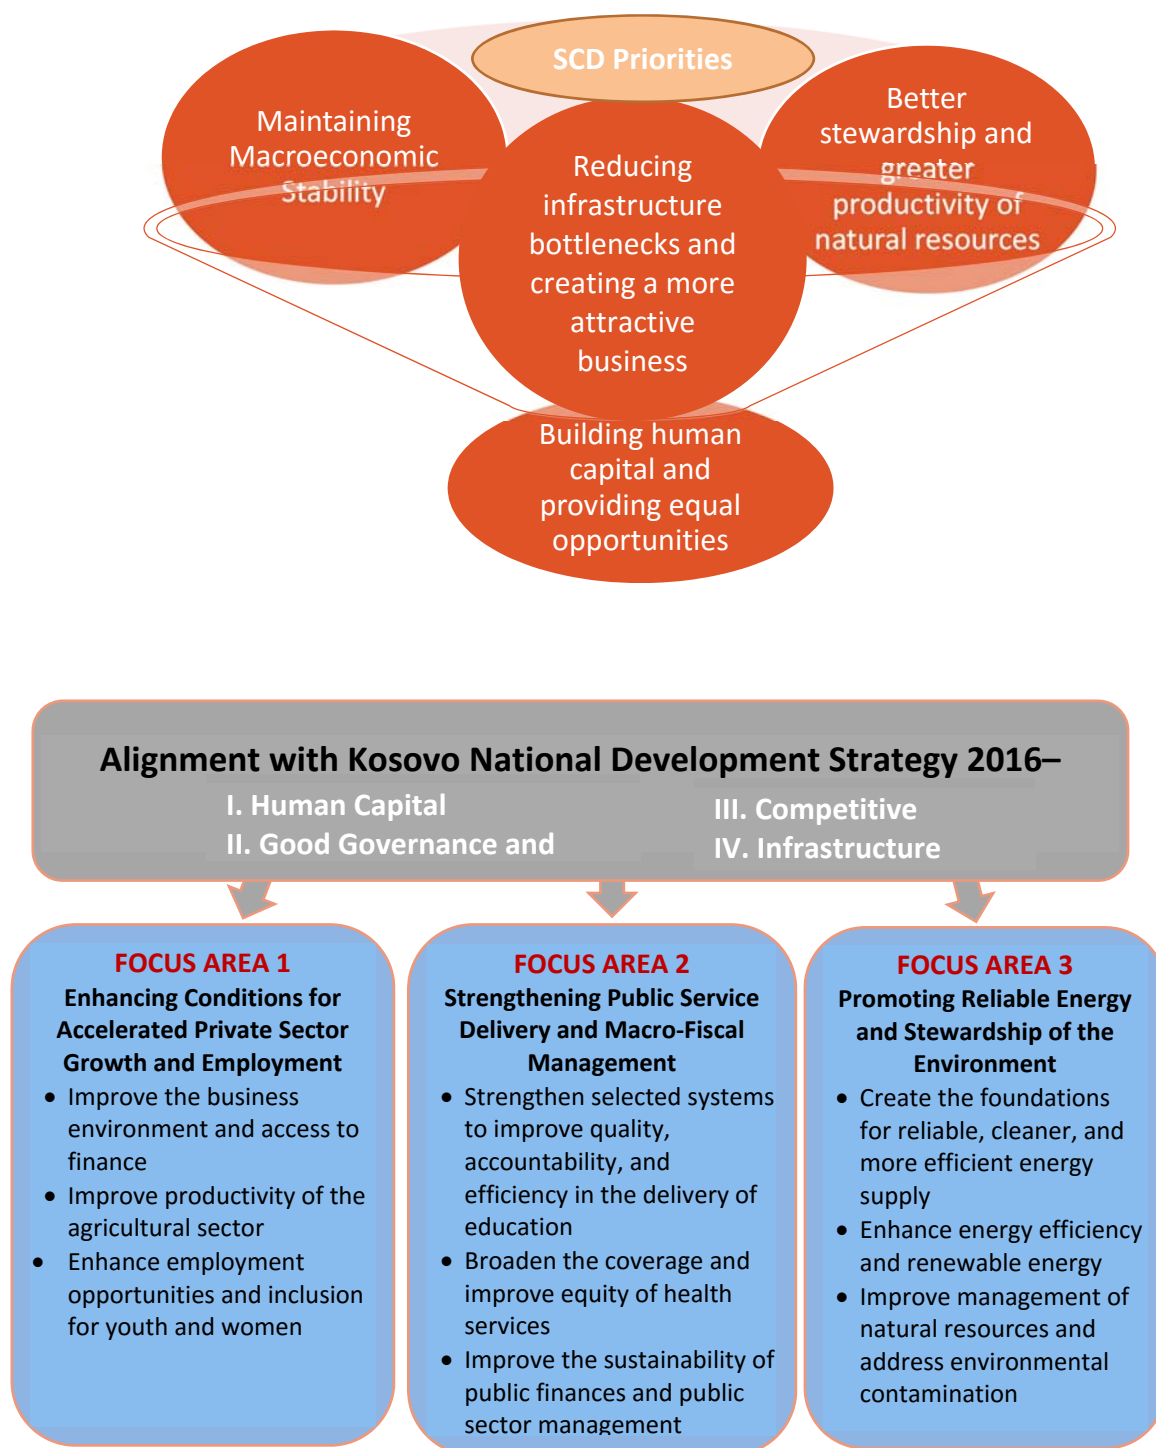 SCD Priorities
Maintaining
Macroeconomic
Stability
Reducing
infrastructure
bottlenecks and
creating a more
attractive
business
Better
stewardship and
greater
productivity of
natural resources
Building human
capital and
providing equal
opportunities
Alignment with Kosovo National Development Strategy 2016–
I. Human Capital
II. Good Governance and
III. Competitive
IV. Infrastructure
FOCUS AREA 1
Enhancing Conditions for
Accelerated Private Sector
Growth and Employment
• Improve the business
environment and access to
finance
• Improve productivity of the
agricultural sector
• Enhance employment
opportunities and inclusion
for youth and women
FOCUS AREA 2
Strengthening Public Service
Delivery and Macro-Fiscal
Management
• Strengthen selected systems
to improve quality,
accountability, and
efficiency in the delivery of
education
• Broaden the coverage and
improve equity of health
services
• Improve the sustainability of
public finances and public
sector management
FOCUS AREA 3
Promoting Reliable Energy
and Stewardship of the
Environment
• Create the foundations
for reliable, cleaner, and
more efficient energy
supply
• Enhance energy efficiency
and renewable energy
• Improve management of
natural resources and
address environmental
contamination